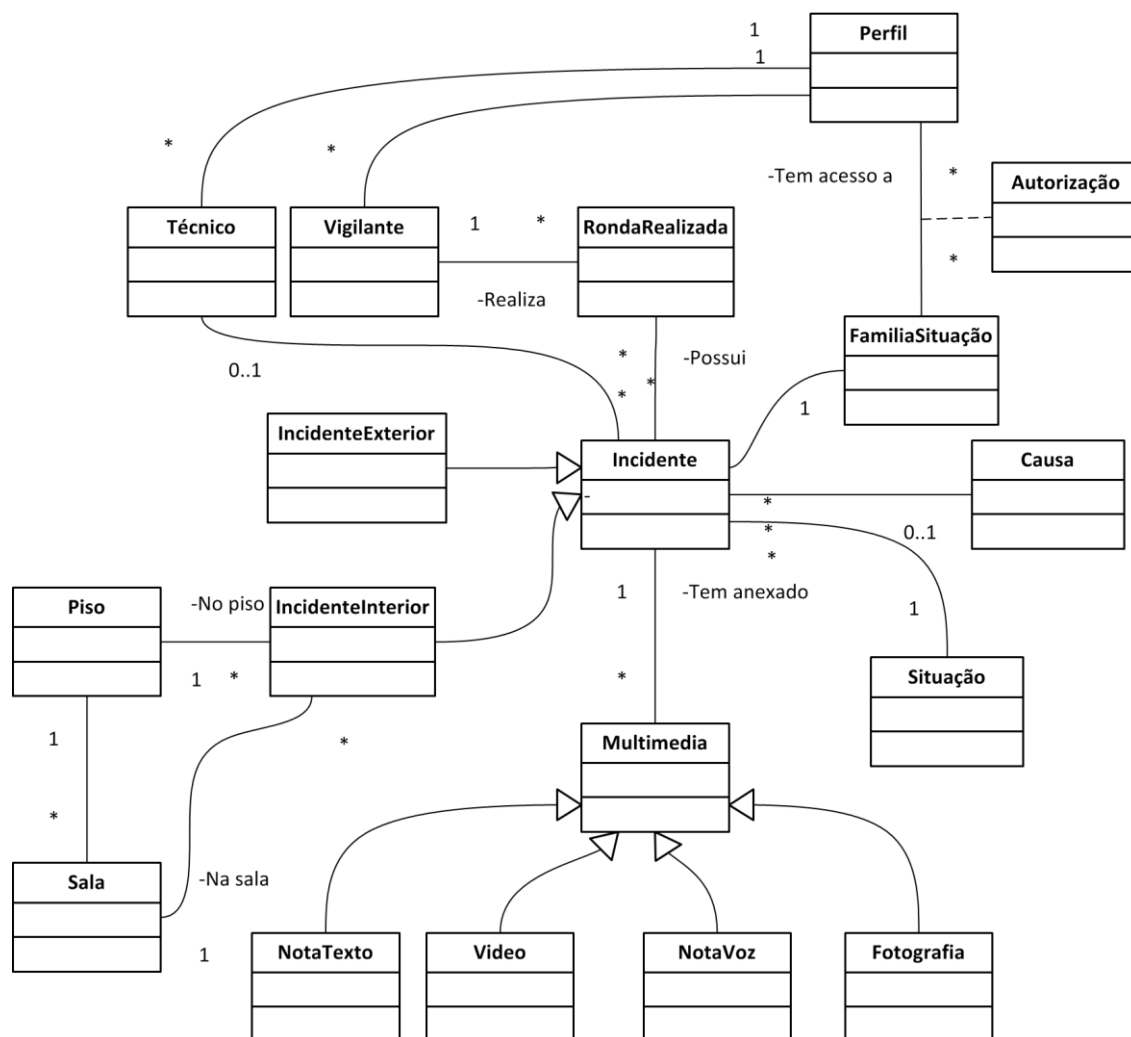 1
Perfil
1
*
*
-Tem acesso a
*
Autorização
Técnico
Vigilante
1
*
RondaRealizada
*
-Realiza
FamiliaSituação
*
-Possui
0..1
*
*
1
IncidenteExterior
Incidente
Causa
-
*
*
0..1
*
Piso
-No piso
IncidenteInterior
1
-Tem anexado
1
1
*
*
Situação
1
*
Multimedia
*
Sala
-Na sala
1
NotaTexto
Video
NotaVoz
Fotografia